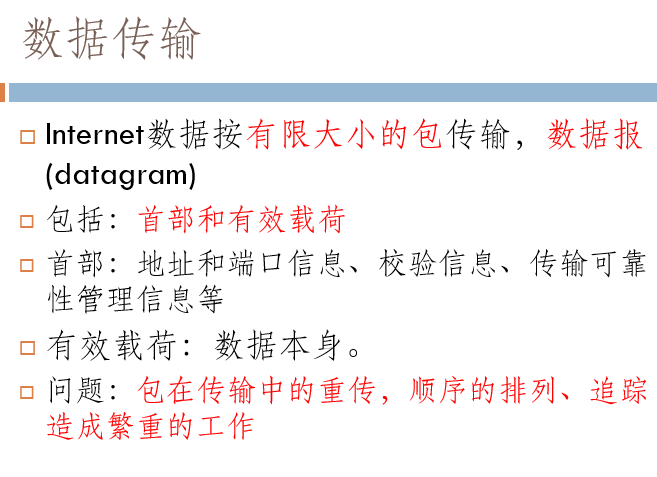 数据传输
Internet数据按有限大小的包传输，数据报
(datagram)
包括：首部和有效载荷
首部：地址和端口信息、校验信息、传输可靠
性管理信息等
有效载荷：数据本身。
问题：包在传输中的重传，顺序的排列、追踪
造成繁重的工作